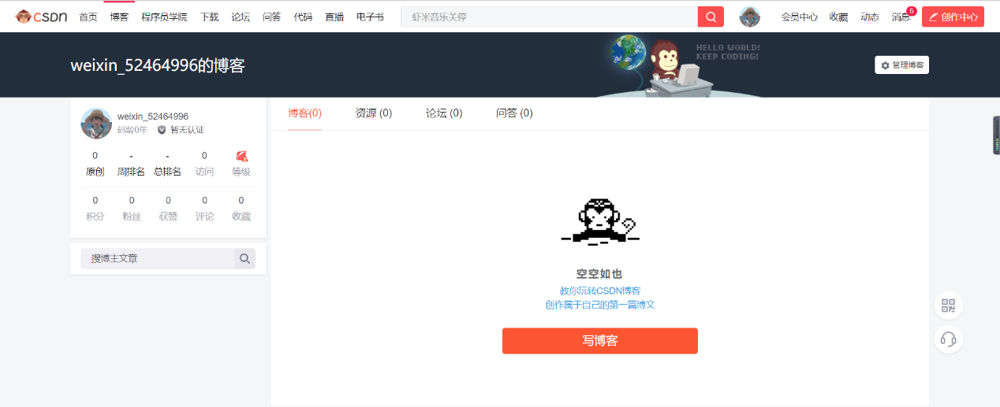 CSDN 首页 博客 程序员学院 下载 论坛 问答 代码 直播 电子书 虾米音乐关停 会员中心 收藏 动态 消息 6 创作中心
weixin_52464996的博客
HELLO WORLD!
KEEP CODING!
管理博客
weixin_52464996
码龄0年 暂无认证
0 - - 0
原创 周排名 总排名 访问 等级
0 0 0 0 0
积分 粉丝 获赞 评论 收藏
搜博主文章
博客(0) 资源 (0) 论坛 (0) 问答 (0)
空空如也
教你玩转CSDN博客
创作属于自己的第一篇博文
写博客